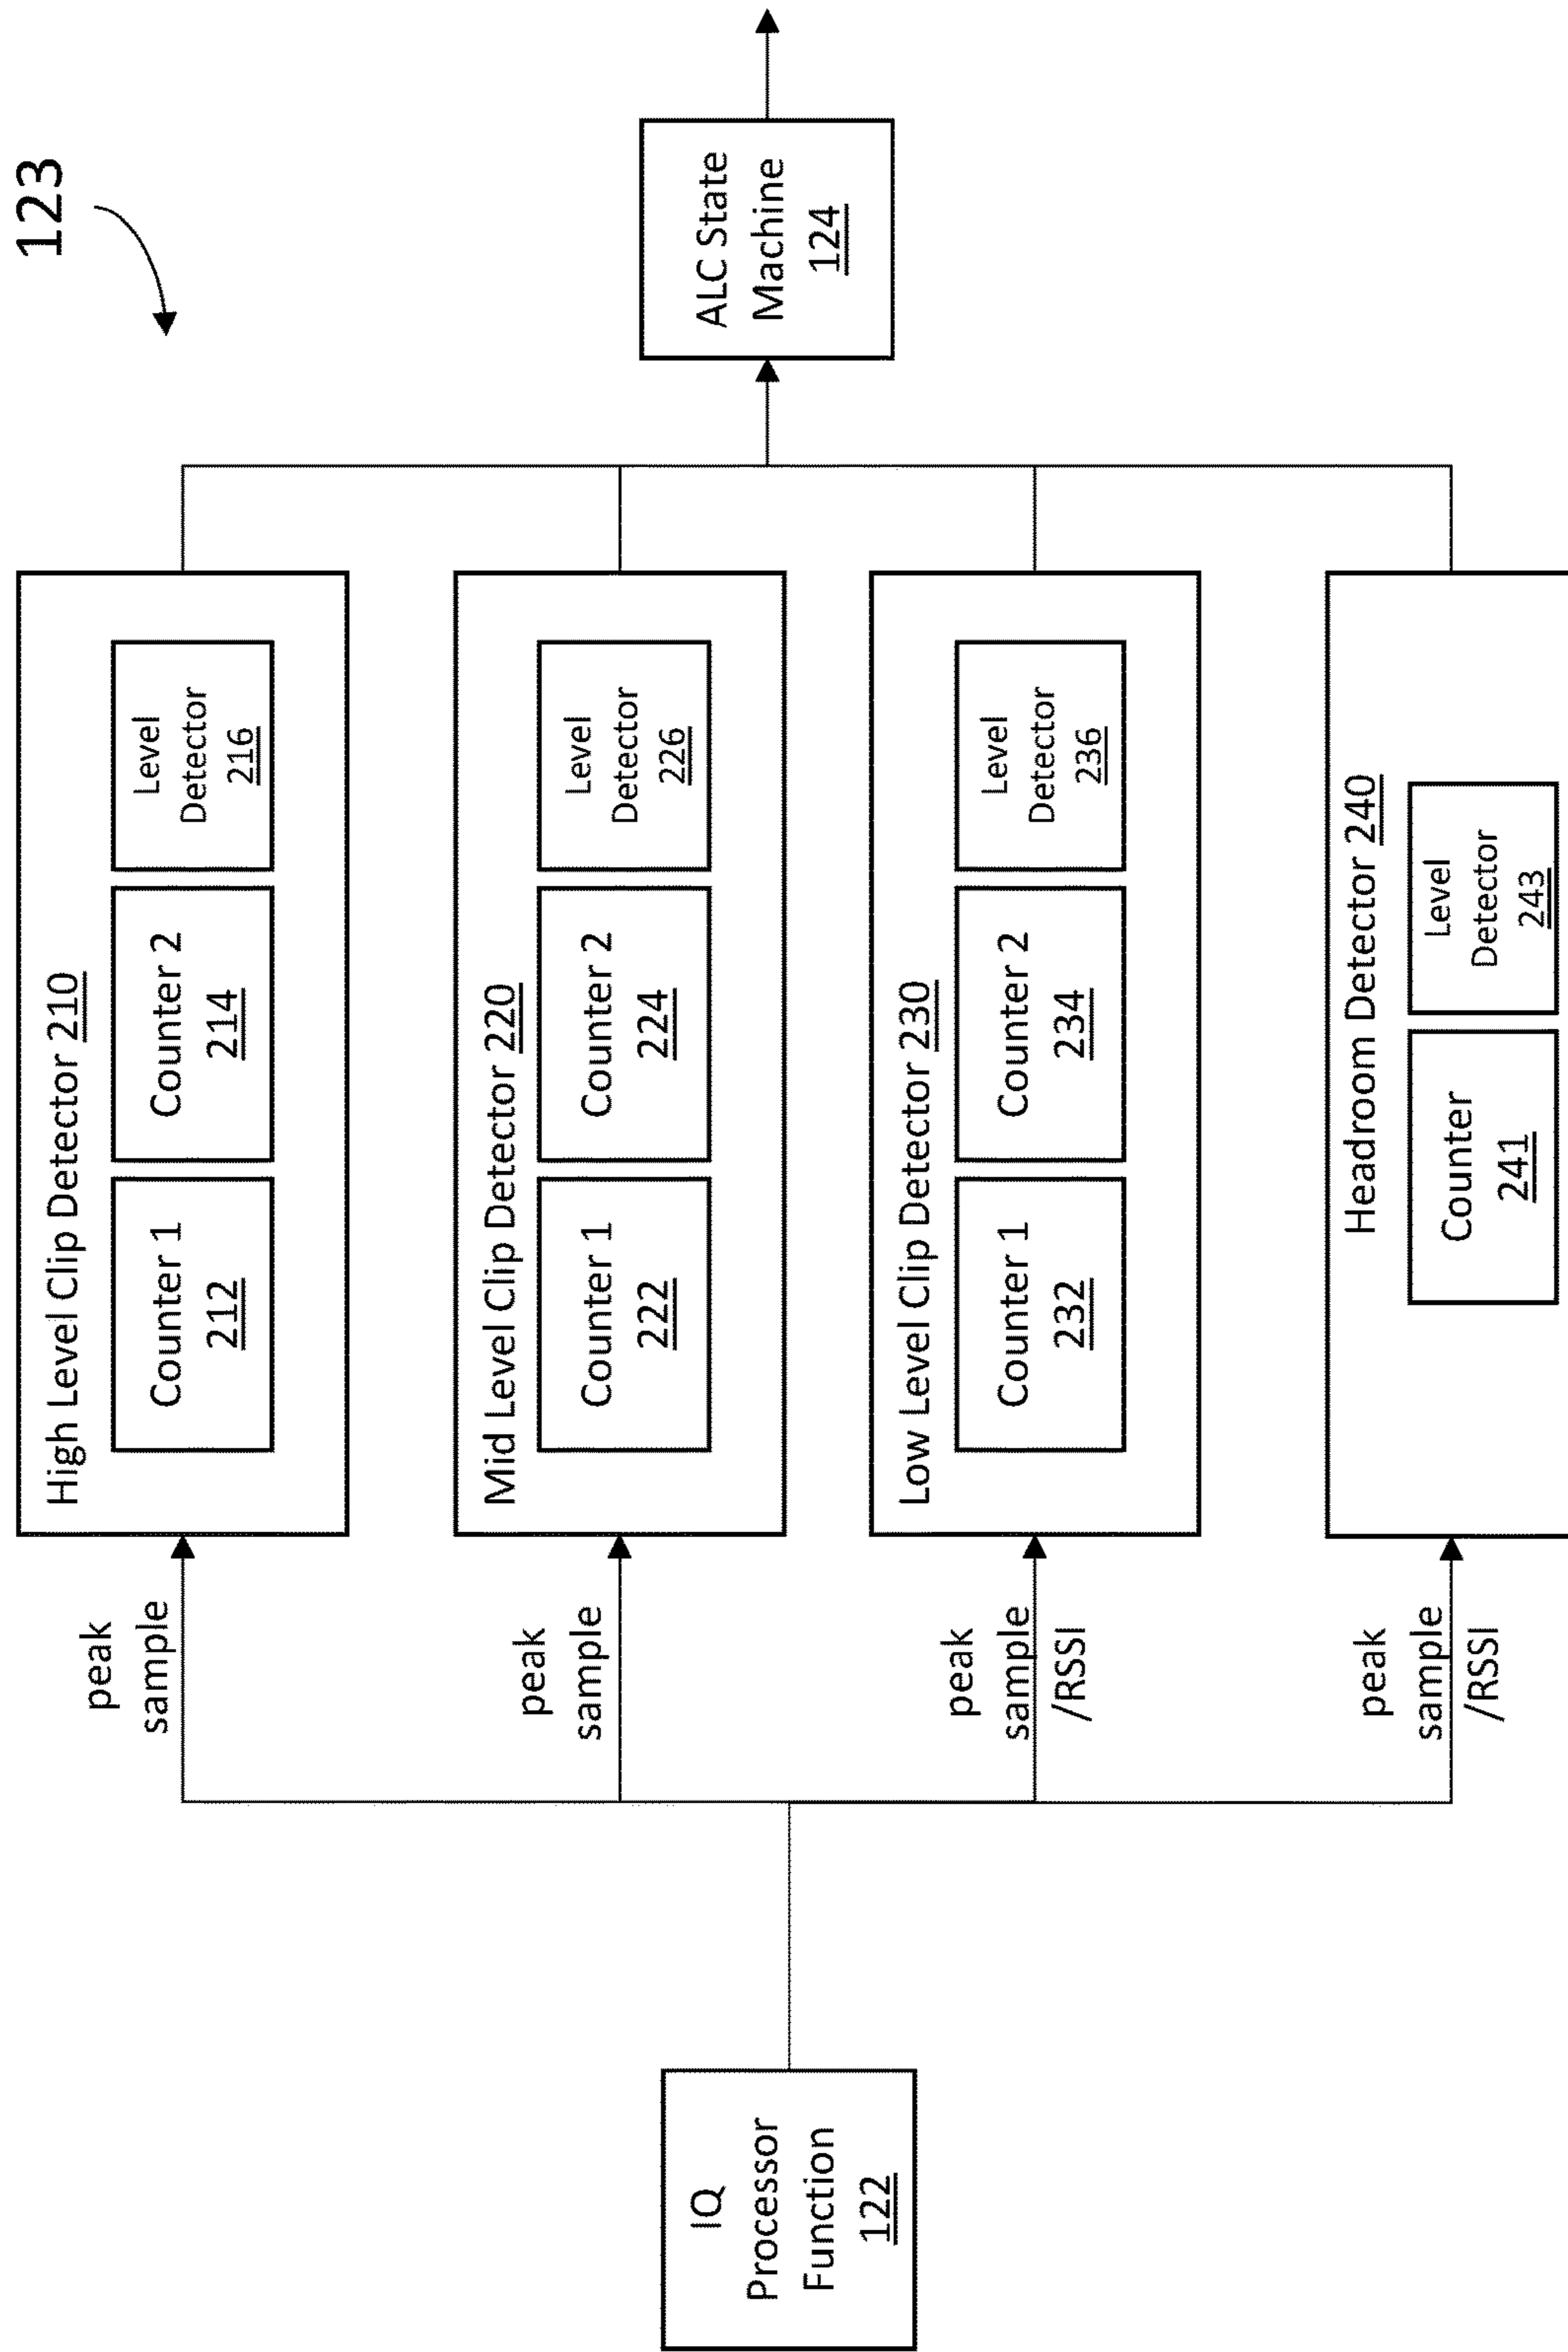 123
High Level Clip Detector 210
Counter 1
212
Counter 2
214
Level
Detector
216
peak
sample
Mid Level Clip Detector 220
Counter 1
222
Counter 2
224
Level
Detector
226
peak
sample
IQ
Processor
Function
122
ALC State
Machine
124
Low Level Clip Detector 230
Counter 1
232
Counter 2
234
Level
Detector
236
peak
sample
/RSSI
Headroom Detector 240
Counter
241
Level
Detector
243
peak
sample
/RSSI